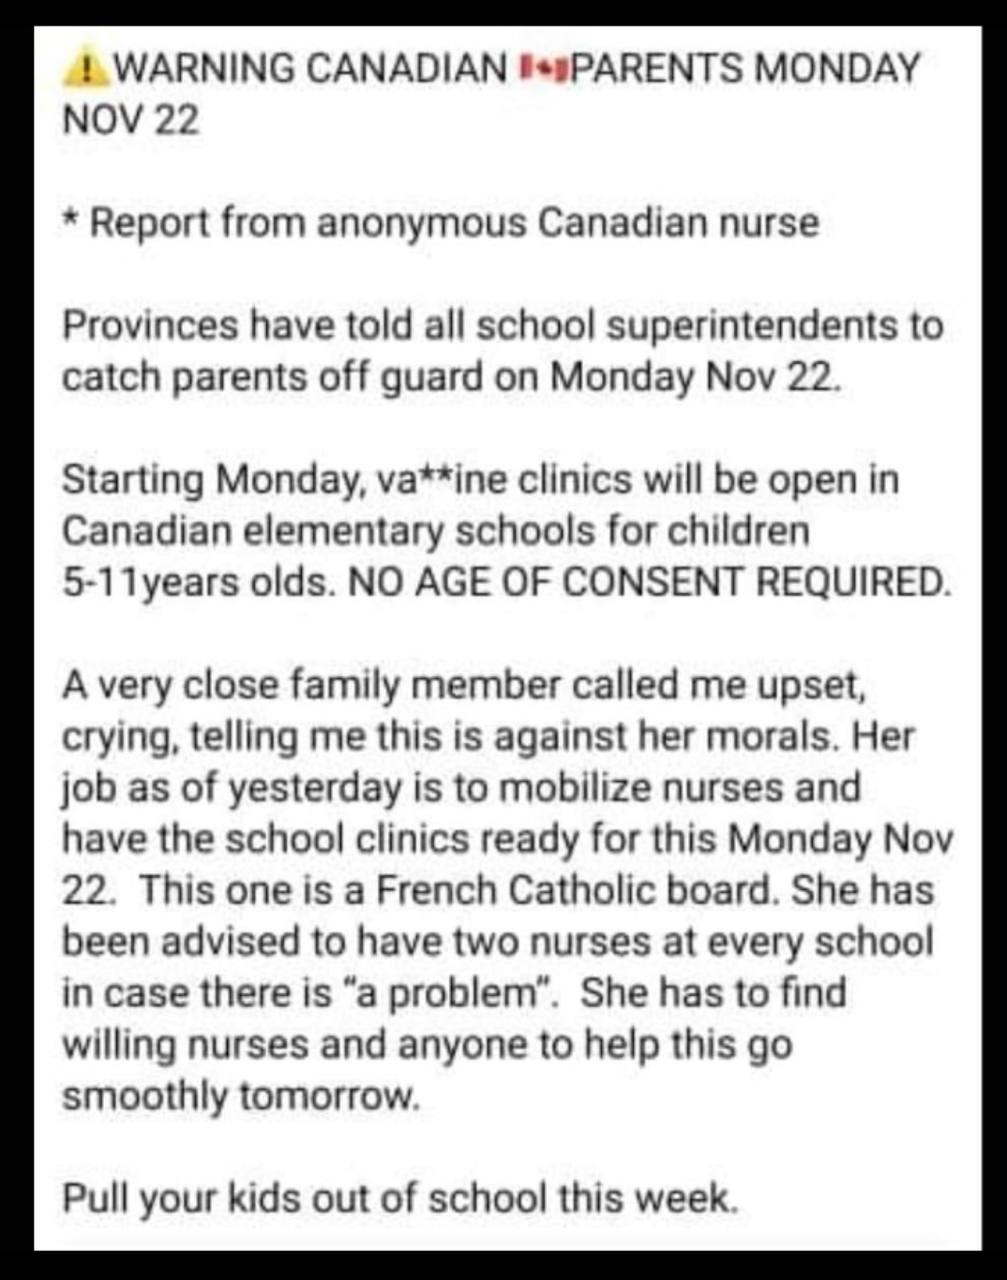 ⚠️WARNING CANADIAN 🇨🇦PARENTS MONDAY
NOV 22
* Report from anonymous Canadian nurse
Provinces have told all school superintendents to
catch parents off guard on Monday Nov 22.
Starting Monday, va**ine clinics will be open in
Canadian elementary schools for children
5-11years olds. NO AGE OF CONSENT REQUIRED.
A very close family member called me upset,
crying, telling me this is against her morals. Her
job as of yesterday is to mobilize nurses and
have the school clinics ready for this Monday Nov
22.  This one is a French Catholic board. She has
been advised to have two nurses at every school
in case there is “a problem”.  She has to find
willing nurses and anyone to help this go
smoothly tomorrow.
Pull your kids out of school this week.